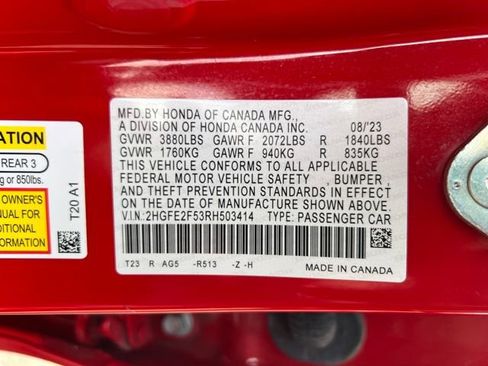 ATION
REAR 3
g or 850lbs.
OWNER'S
ANUAL FOR
DDITIONAL
FORMATION
T20 A1
MFD.BY HONDA OF CANADA MFG.,
A DIVISION OF HONDA CANADA INC. 08/'23
GVWR 3880LBS GAWR F 2072LBS R 1840LBS
GVWR 1760KG GAWR F 940KG R 835KG
THIS VEHICLE CONFORMS TO ALL APPLICABLE
FEDERAL MOTOR VEHICLE SAFETY , BUMPER ,
AND THEFT PREVENTION STANDARDS IN EFFECT
ON THE DATE OF MANUFACTURE SHOWN ABOVE.
V.I.N: 2HGFE2F53RH503414 TYPE: PASSENGER CAR
T23 R AG5 -R513 -Z -H
MADE IN CANADA